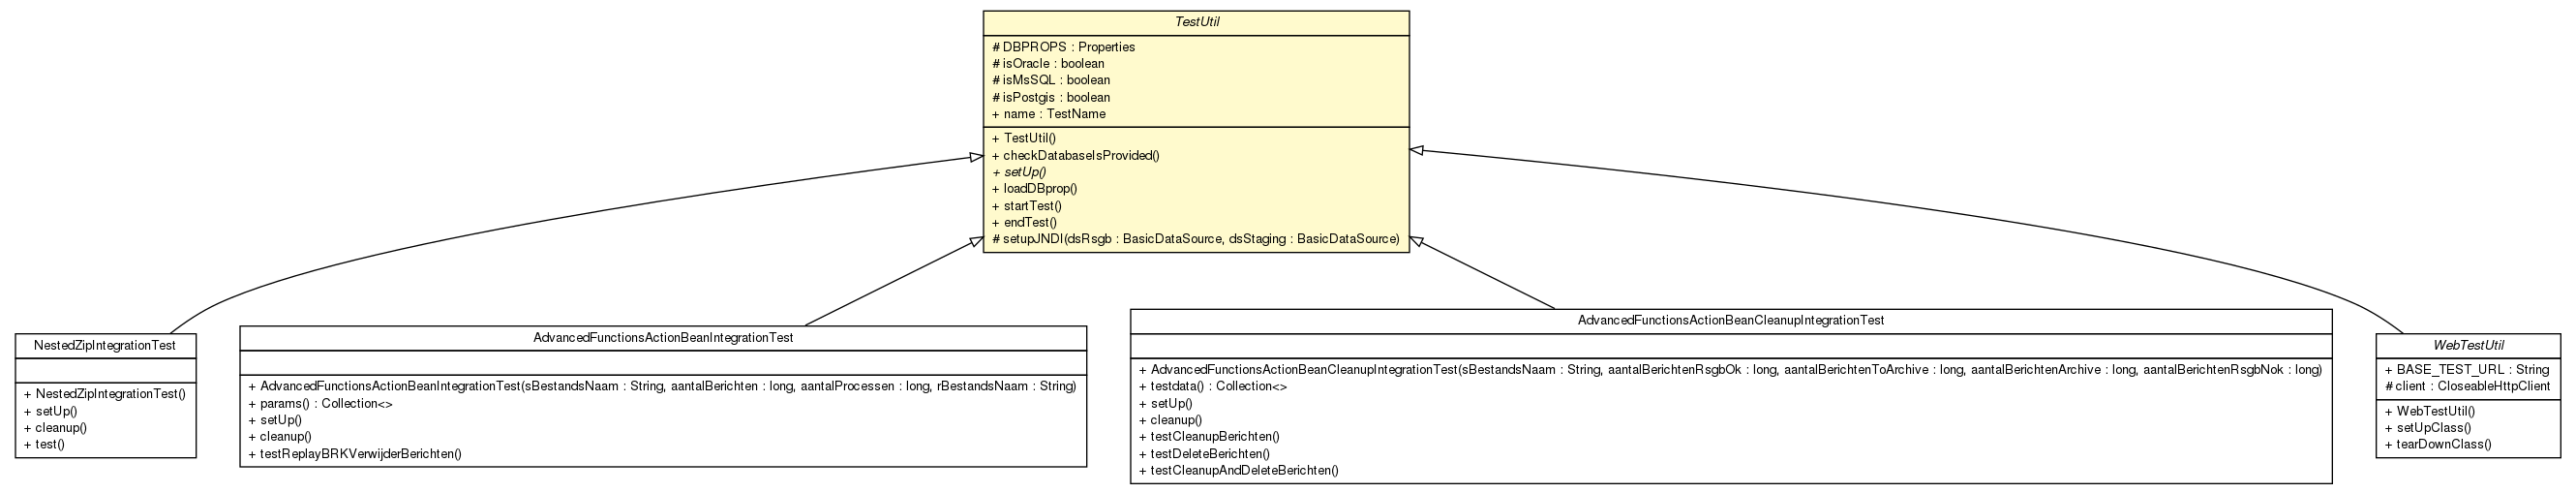 TestUtil
# DBPROPS : Properties
# isOracle : boolean
# isMsSQL : boolean
# isPostgis : boolean
+ name : TestName
+ TestUtil()
+ checkDatabaseIsProvided()
+ setUp()
+ loadDBprop()
+ startTest()
+ endTest()
# setupJNDI(dsRsgb : BasicDataSource, dsStaging : BasicDataSource)
NestedZipIntegrationTest
+ NestedZipIntegrationTest()
+ setUp()
+ cleanup()
+ test()
AdvancedFunctionsActionBeanIntegrationTest
+ AdvancedFunctionsActionBeanIntegrationTest(sBestandsNaam : String, aantalBerichten : long, aantalProcessen : long, rBestandsNaam : String)
+ params() : Collection<>
+ setUp()
+ cleanup()
+ testReplayBRKVerwijderBerichten()
AdvancedFunctionsActionBeanCleanupIntegrationTest
+ AdvancedFunctionsActionBeanCleanupIntegrationTest(sBestandsNaam : String, aantalBerichtenRsgbOk : long, aantalBerichtenToArchive : long, aantalBerichtenArchive : long, aantalBerichtenRsgbNok : long)
+ testdata() : Collection<>
+ setUp()
+ cleanup()
+ testCleanupBerichten()
+ testDeleteBerichten()
+ testCleanupAndDeleteBerichten()
WebTestUtil
+ BASE_TEST_URL : String
# client : CloseableHttpClient
+ WebTestUtil()
+ setUpClass()
+ tearDownClass()